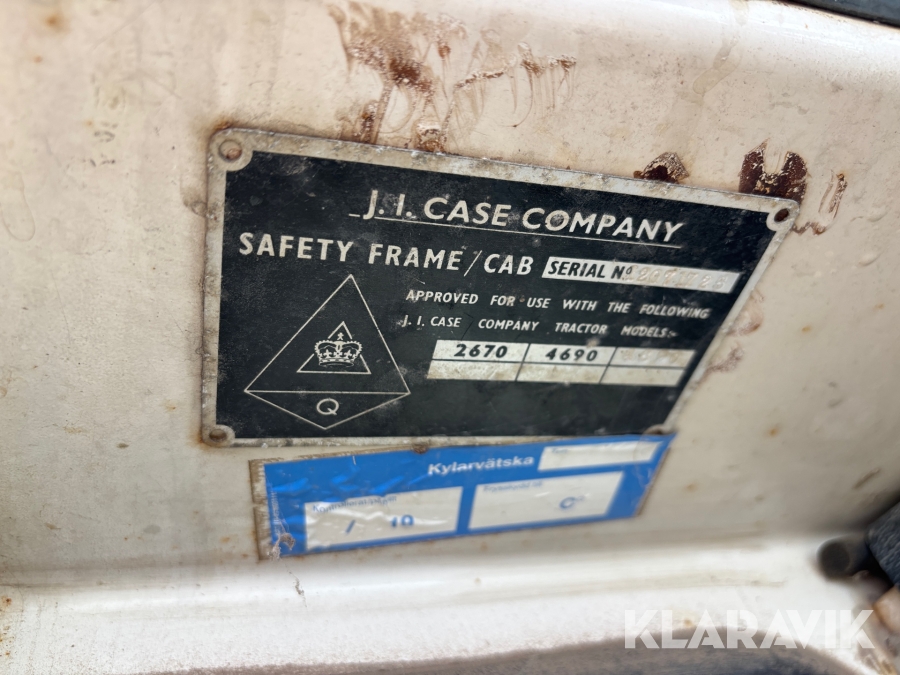 J. I. CASE COMPANY
SAFETY FRAME/CAB SERIAL Nº
APPROVED FOR USE WITH THE FOLLOWING
J. I. CASE COMPANY TRACTOR MODELS:-
2670 4690
Q
Kylarvätska
/ 19 C°
KLARAVIK